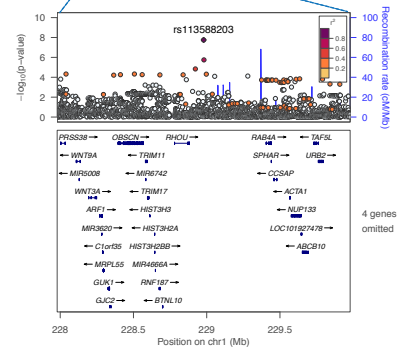 rs113588203
10
8
6
4
2
0
−log10(p-value)
r²
0.8
0.6
0.4
0.2
100
80
60
40
20
0
Recombination rate (cM/Mb)
PRSS38 OBSCN RHOU RAB4A TAF5L
WNT9A TRIM11 SPHAR URB2
MIR5008 MIR6742 CCSAP
WNT3A TRIM17 ACTA1
ARF1 HIST3H3 NUP133
MIR3620 HIST3H2A LOC101927478
C1orf35 HIST3H2BB ABCB10
MRPL55 MIR4666A
GUK1 RNF187
GJC2 BTNL10
4 genes
omitted
228 228.5 229 229.5
Position on chr1 (Mb)